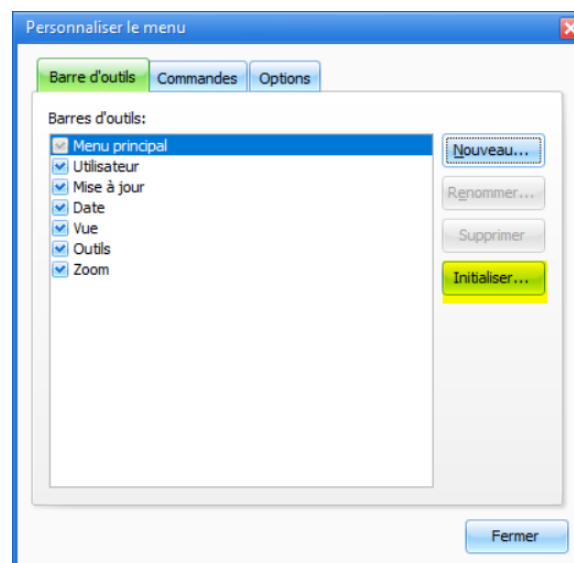 Personnaliser le menu
Barre d'outils Commandes Options
Barres d'outils:
Menu principal
Utilisateur
Mise à jour
Date
Vue
Outils
Zoom
Nouveau...
Renommer...
Supprimer
Initialiser...
Fermer